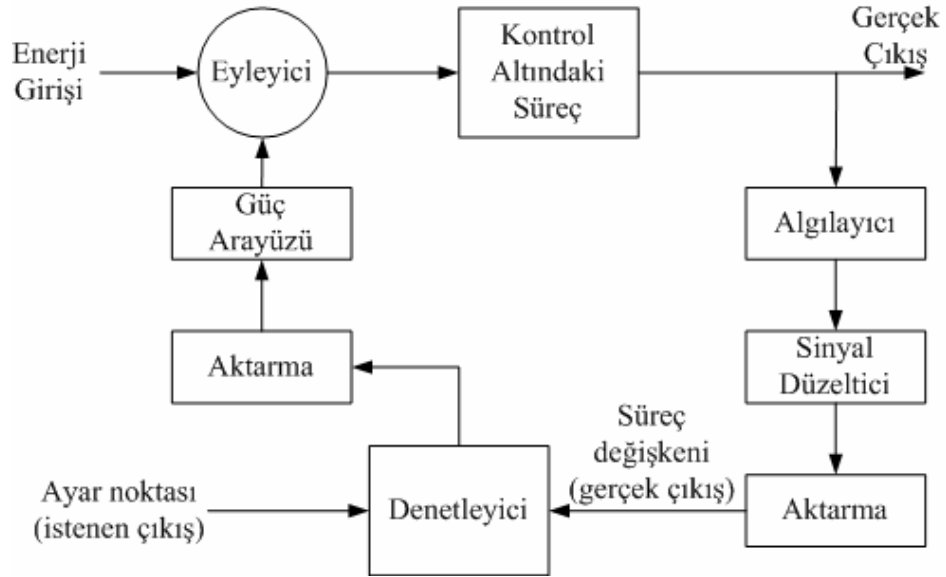 Enerji
Girişi
Eyleyici
Kontrol
Altındaki
Süreç
Gerçek
Çıkış
Güç
Arayüzü
Algılayıcı
Aktarma
Sinyal
Düzeltici
Süreç
değişkeni
(gerçek çıkış)
Ayar noktası
(istenen çıkış)
Denetleyici
Aktarma